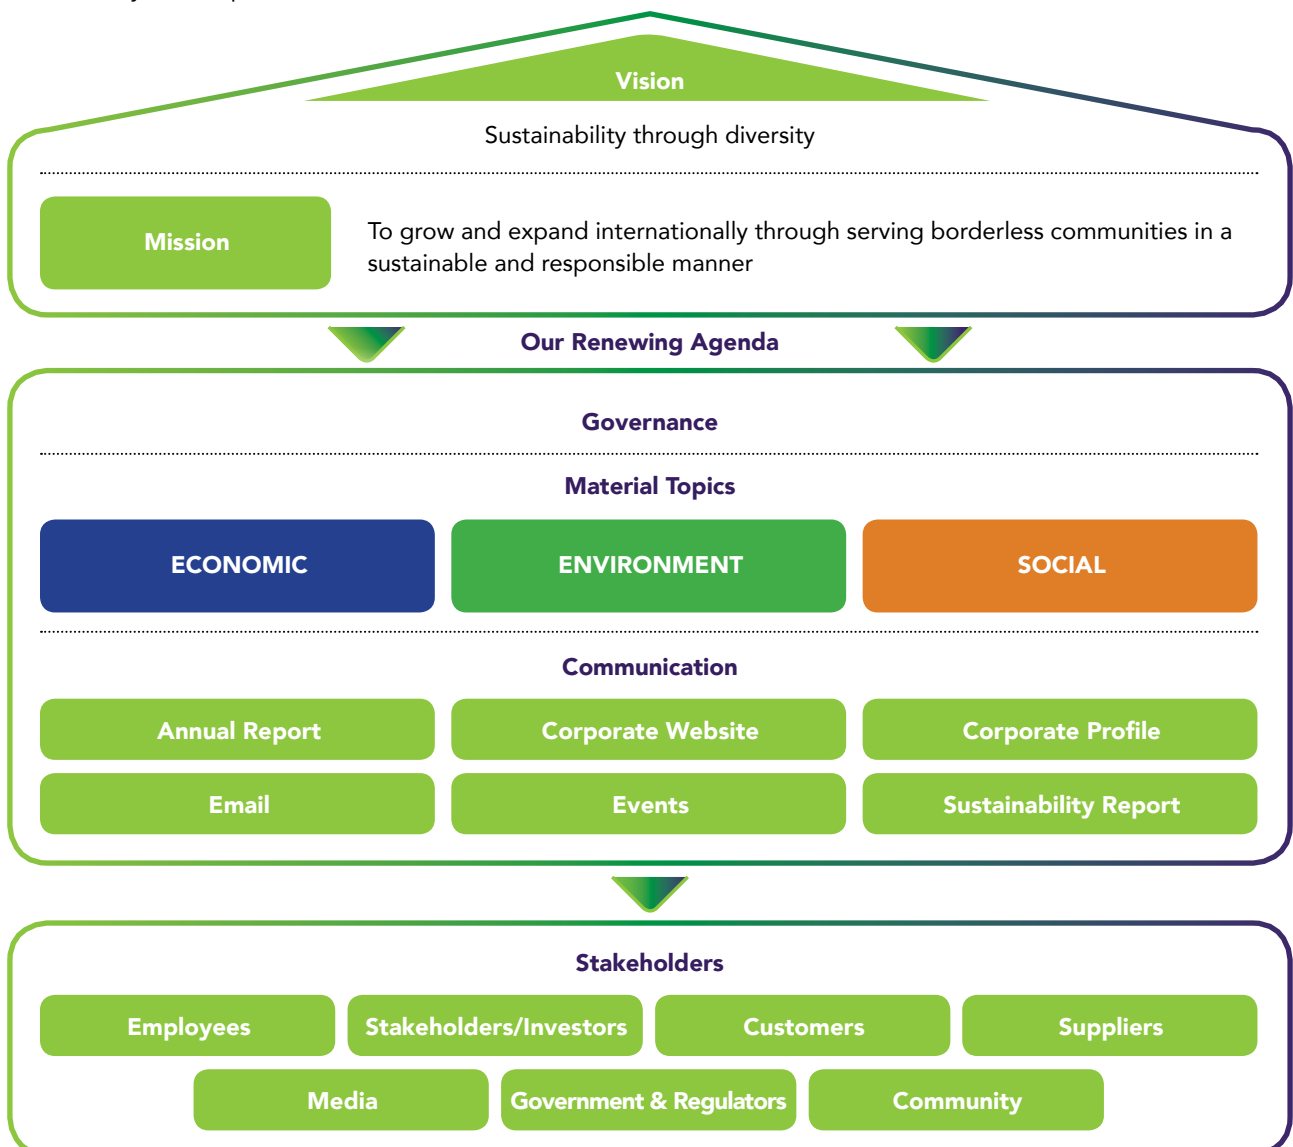 Vision
Sustainability through diversity
Mission
To grow and expand internationally through serving borderless communities in a
sustainable and responsible manner
Our Renewing Agenda
Governance
Material Topics
ECONOMIC
ENVIRONMENT
SOCIAL
Communication
Annual Report
Corporate Website
Corporate Profile
Email
Events
Sustainability Report
Stakeholders
Employees
Stakeholders/Investors
Customers
Suppliers
Media
Government & Regulators
Community